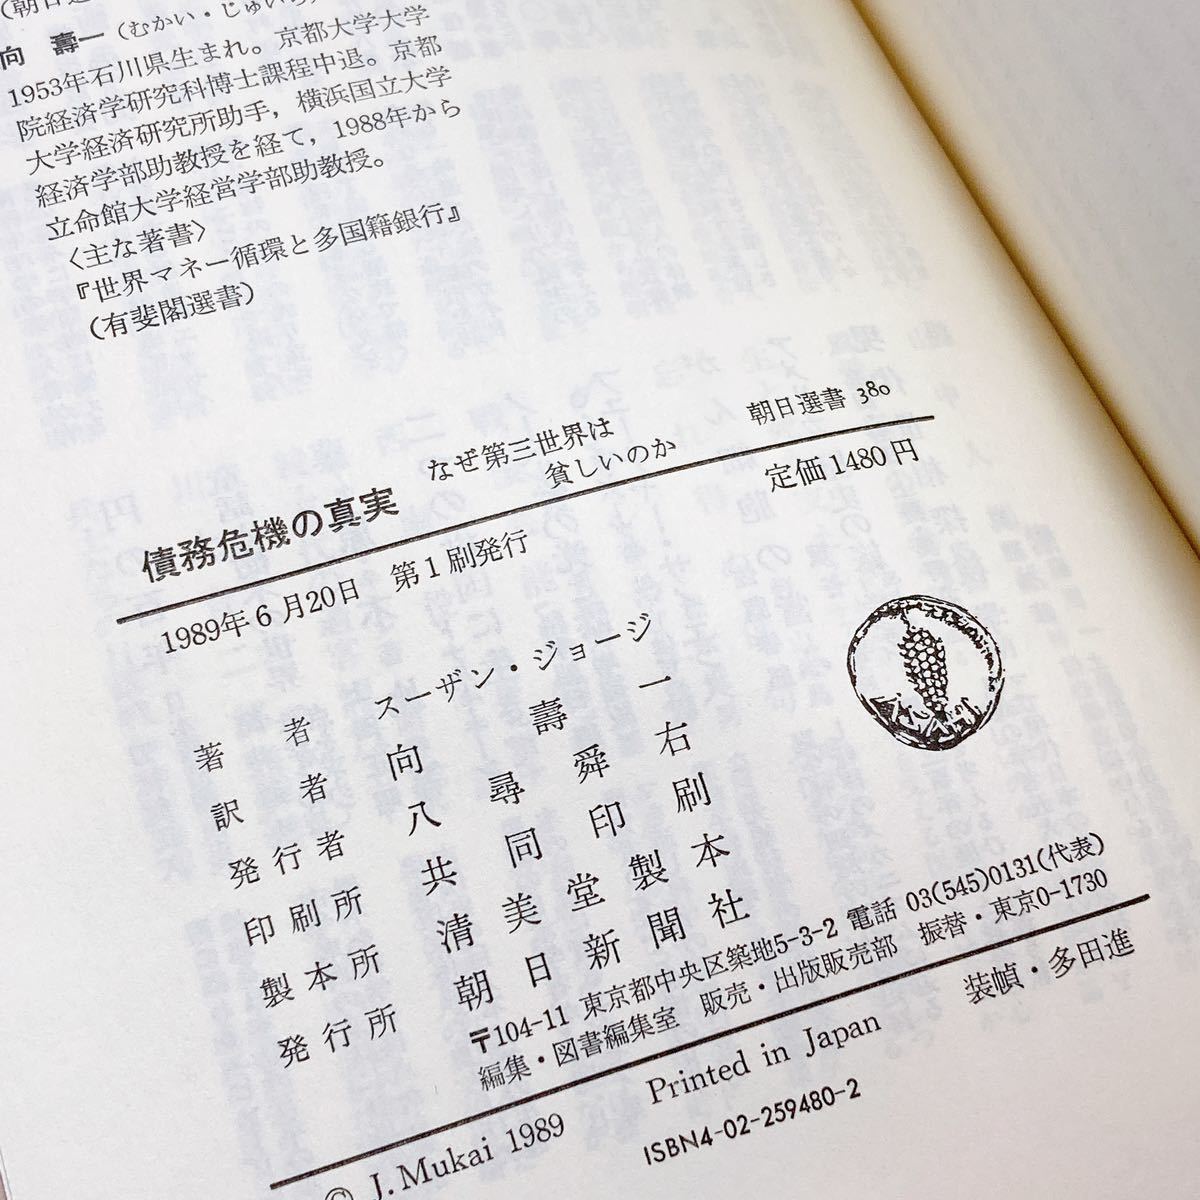 (朝日選
向 壽一(むかい・じゅいち)
1953年石川県生まれ。京都大学大学
院経済学研究科博士課程中退。京都
大学経済研究所助手，横浜国立大学
経済学部助教授を経て，1988年から
立命館大学経営学部助教授。
〈主な著書〉
『世界マネー循環と多国籍銀行』
(有斐閣選書)
債務危機の真実 なぜ第三世界は
貧しいのか
朝日選書 380
1989年6月20日 第1刷発行 定価1480円
著者 スーザン・ジョージ
訳者 向壽一
発行者 八尋舜右
印刷所 共同印刷
製本所 清美堂製本
発行所 朝日新聞社
〒104-11 東京都中央区築地5-3-2 電話 03(545)0131(代表)
編集・図書編集室 販売・出版販売部 振替・東京0-1730
© J. Mukai 1989 Printed in Japan 装幀・多田進
ISBN4-02-259480-2